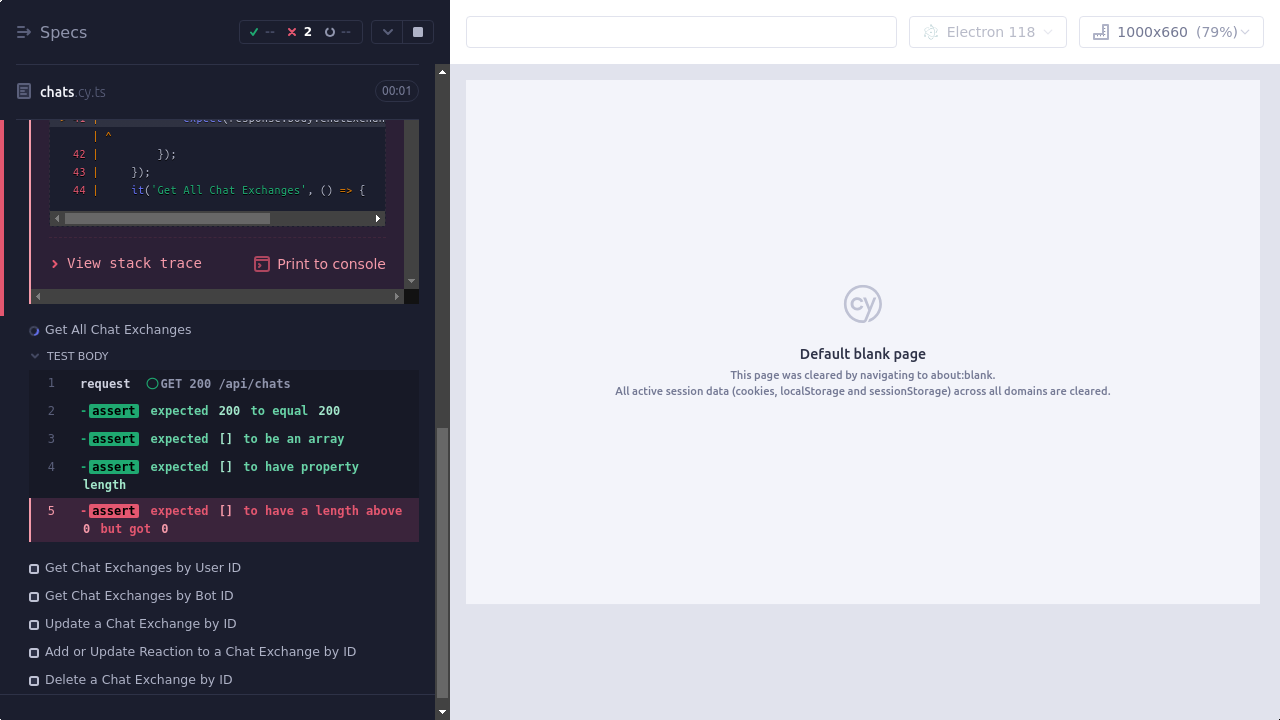 Specs
-- 2 --
Electron 118
1000x660 (79%)
chats.cy.ts
00:01
| ^
42 | });
43 | });
44 | it('Get All Chat Exchanges', () => {
View stack trace
Print to console
Get All Chat Exchanges
TEST BODY
1 request GET 200 /api/chats
2 -assert expected 200 to equal 200
3 -assert expected [] to be an array
4 -assert expected [] to have property
length
5 -assert expected [] to have a length above
0 but got 0
Get Chat Exchanges by User ID
Get Chat Exchanges by Bot ID
Update a Chat Exchange by ID
Add or Update Reaction to a Chat Exchange by ID
Delete a Chat Exchange by ID
cy
Default blank page
This page was cleared by navigating to about:blank.
All active session data (cookies, localStorage and sessionStorage) across all domains are cleared.